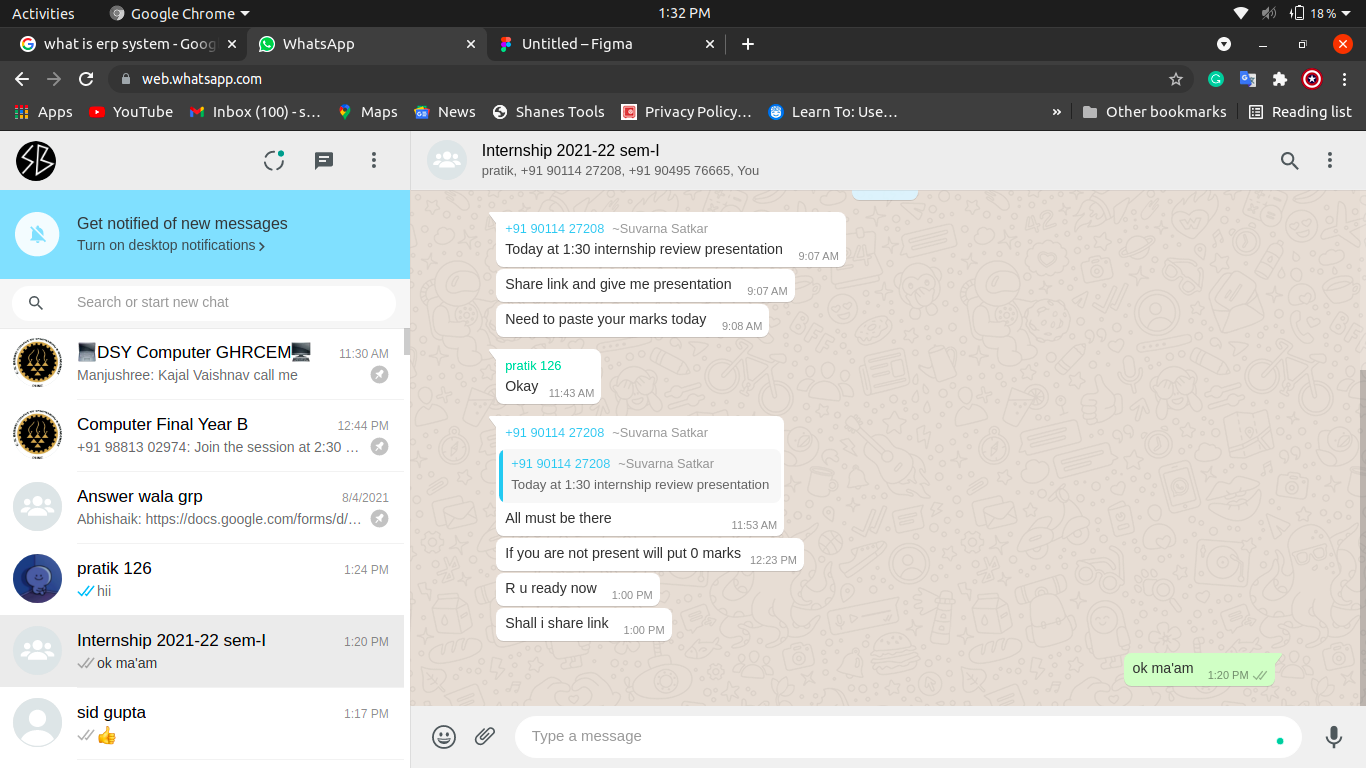 Activities
Google Chrome
1:32 PM
18 %
what is erp system - Goog
WhatsApp
Untitled – Figma
web.whatsapp.com
Apps
YouTube
Inbox (100) - s…
Maps
News
Shanes Tools
Privacy Policy…
Learn To: Use…
»
Other bookmarks
Reading list
SB
Get notified of new messages
Turn on desktop notifications
Search or start new chat
DSY Computer GHRCEM 11:30 AM
Manjushree: Kajal Vaishnav call me
Computer Final Year B 12:44 PM
+91 98813 02974: Join the session at 2:30 …
Answer wala grp 8/4/2021
Abhishaik: https://docs.google.com/forms/d/…
pratik 126 1:24 PM
hii
Internship 2021-22 sem-I 1:20 PM
ok ma'am
sid gupta 1:17 PM
👍
Internship 2021-22 sem-I
pratik, +91 90114 27208, +91 90495 76665, You
+91 90114 27208 ~Suvarna Satkar
Today at 1:30 internship review presentation 9:07 AM
Share link and give me presentation 9:07 AM
Need to paste your marks today 9:08 AM
pratik 126
Okay 11:43 AM
+91 90114 27208 ~Suvarna Satkar
+91 90114 27208 ~Suvarna Satkar
Today at 1:30 internship review presentation
All must be there 11:53 AM
If you are not present will put 0 marks 12:23 PM
R u ready now 1:00 PM
Shall i share link 1:00 PM
ok ma'am 1:20 PM
Type a message